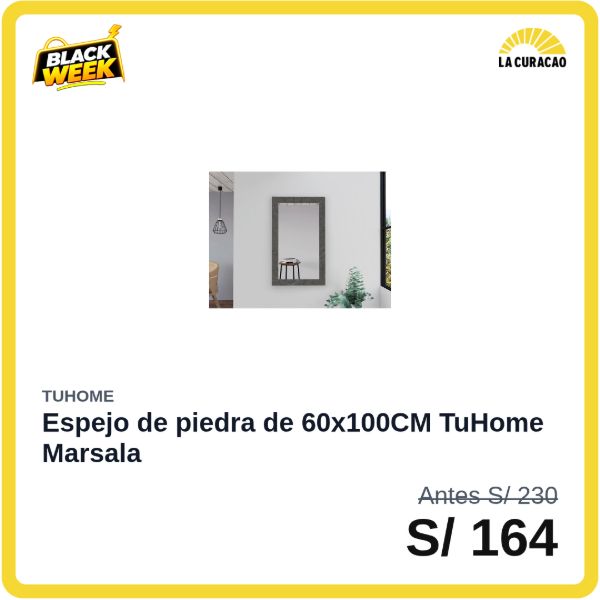 BLACK
WEEK
LA CURACAO
TUHOME
Espejo de piedra de 60x100CM TuHome
Marsala
Antes S/ 230
S/ 164